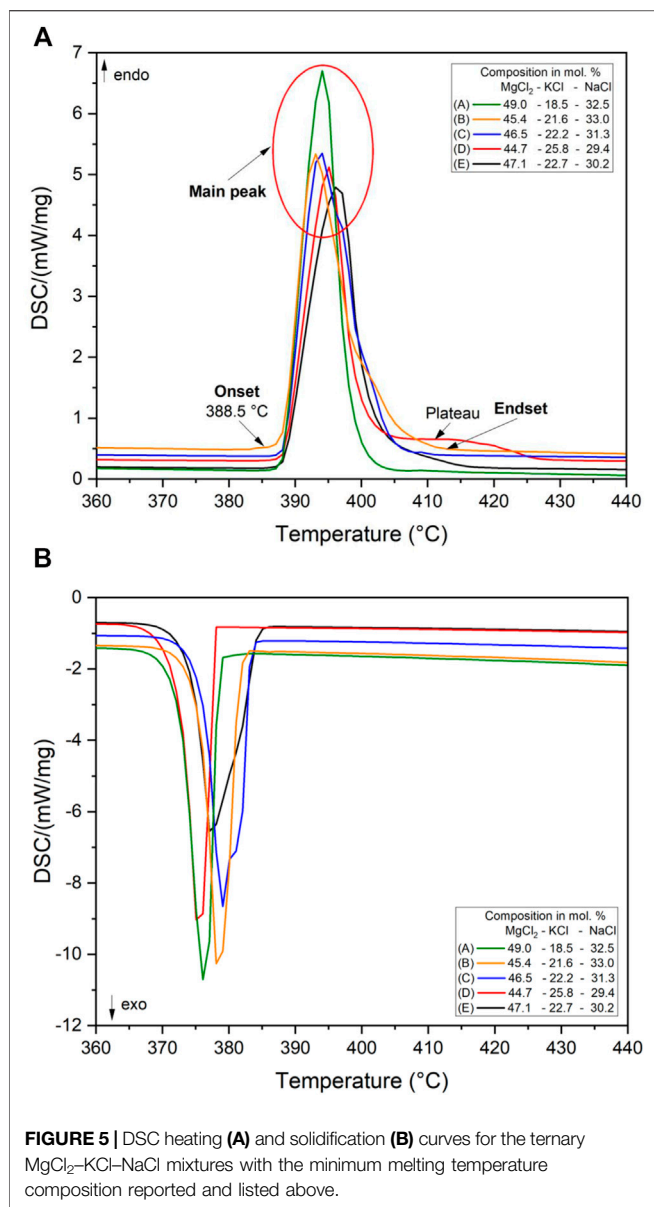 A
endo
Composition in mol. %
MgCl₂ - KCl - NaCl
(A) 49.0 - 18.5 - 32.5
(B) 45.4 - 21.6 - 33.0
(C) 46.5 - 22.2 - 31.3
(D) 44.7 - 25.8 - 29.4
(E) 47.1 - 22.7 - 30.2
Main peak
Onset
388.5 °C
Plateau
Endset
DSC/(mW/mg)
7
6
5
4
3
2
1
0
360 370 380 390 400 410 420 430 440
Temperature (°C)
B
DSC/(mW/mg)
0
-2
-4
-6
-8
-10
-12
exo
Composition in mol. %
MgCl₂ - KCl - NaCl
(A) 49.0 - 18.5 - 32.5
(B) 45.4 - 21.6 - 33.0
(C) 46.5 - 22.2 - 31.3
(D) 44.7 - 25.8 - 29.4
(E) 47.1 - 22.7 - 30.2
360 370 380 390 400 410 420 430 440
Temperature (°C)
FIGURE 5 | DSC heating (A) and solidification (B) curves for the ternary
MgCl₂–KCl–NaCl mixtures with the minimum melting temperature
composition reported and listed above.